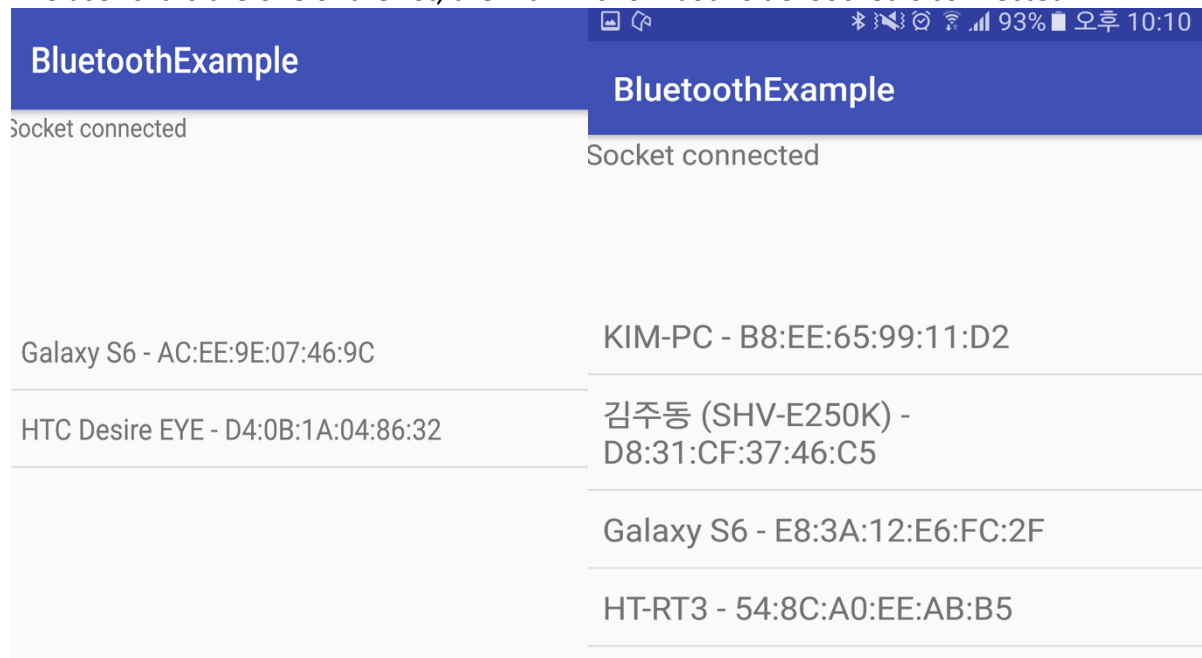 BluetoothExample
Socket connected
Galaxy S6 - AC:EE:9E:07:46:9C
HTC Desire EYE - D4:0B:1A:04:86:32
93% 오후 10:10
BluetoothExample
Socket connected
KIM-PC - B8:EE:65:99:11:D2
김주동 (SHV-E250K) -
D8:31:CF:37:46:C5
Galaxy S6 - E8:3A:12:E6:FC:2F
HT-RT3 - 54:8C:A0:EE:AB:B5